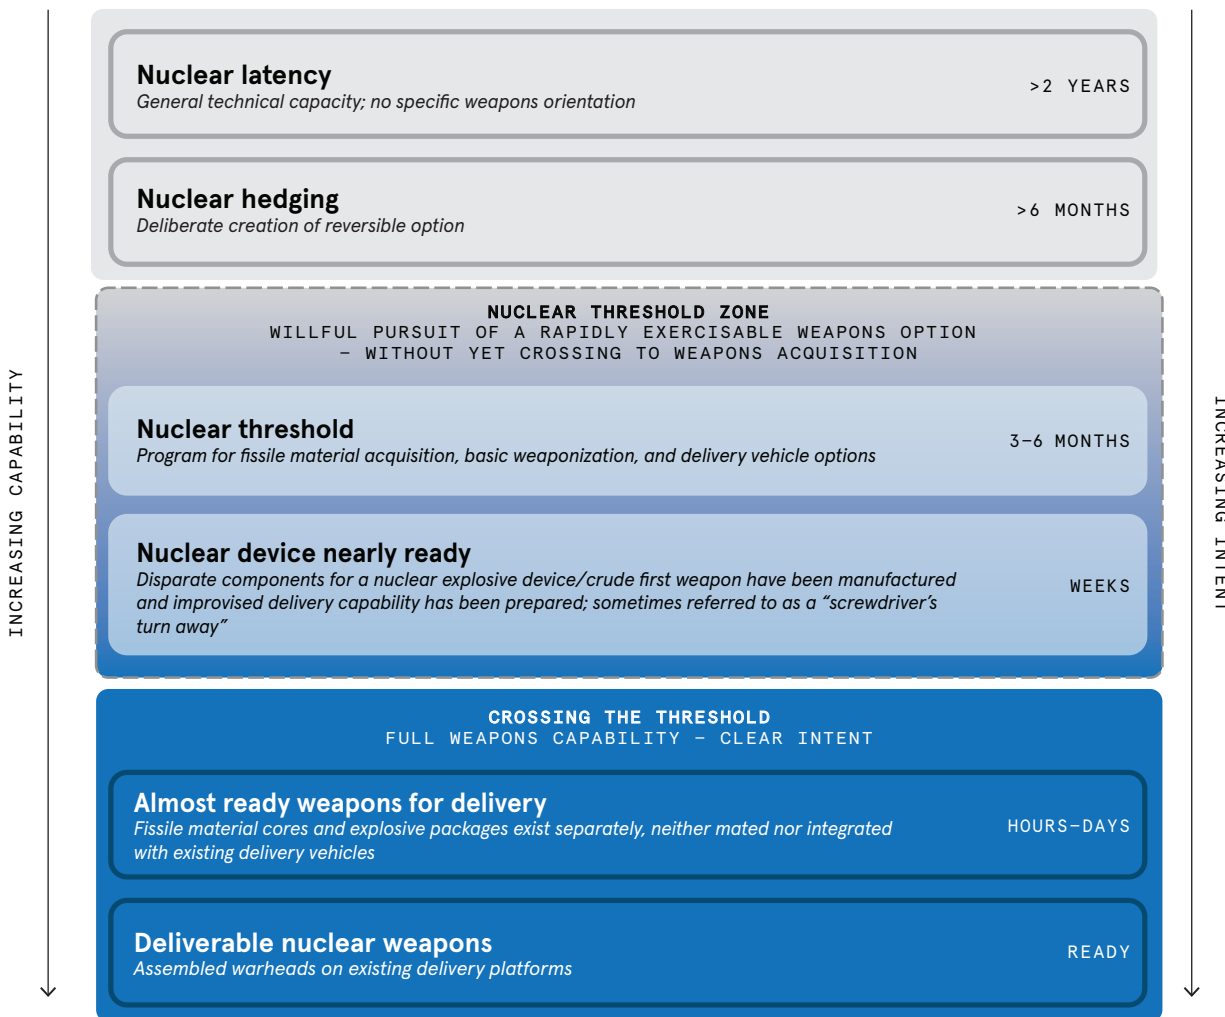 Nuclear latency
General technical capacity; no specific weapons orientation
>2 YEARS
Nuclear hedging
Deliberate creation of reversible option
>6 MONTHS
NUCLEAR THRESHOLD ZONE
WILLFUL PURSUIT OF A RAPIDLY EXERCISABLE WEAPONS OPTION
– WITHOUT YET CROSSING TO WEAPONS ACQUISITION
Nuclear threshold
Program for fissile material acquisition, basic weaponization, and delivery vehicle options
3–6 MONTHS
Nuclear device nearly ready
Disparate components for a nuclear explosive device/crude first weapon have been manufactured
and improvised delivery capability has been prepared; sometimes referred to as a “screwdriver’s
turn away”
WEEKS
CROSSING THE THRESHOLD
FULL WEAPONS CAPABILITY – CLEAR INTENT
Almost ready weapons for delivery
Fissile material cores and explosive packages exist separately, neither mated nor integrated
with existing delivery vehicles
HOURS–DAYS
Deliverable nuclear weapons
Assembled warheads on existing delivery platforms
READY
INCREASING CAPABILITY
INCREASING INTENT